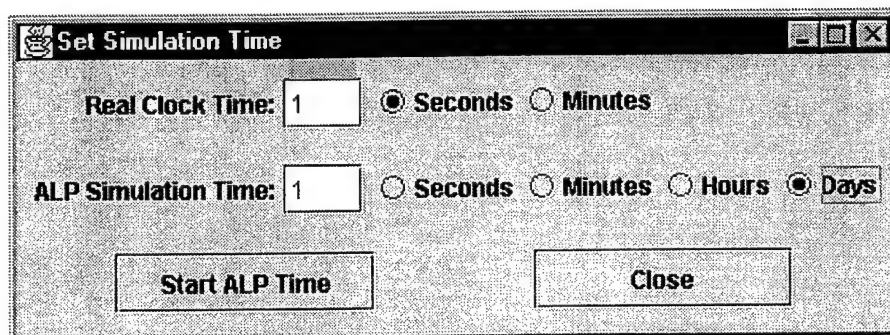 Set Simulation Time
Real Clock Time: 1 Seconds Minutes
ALP Simulation Time: 1 Seconds Minutes Hours Days
Start ALP Time Close